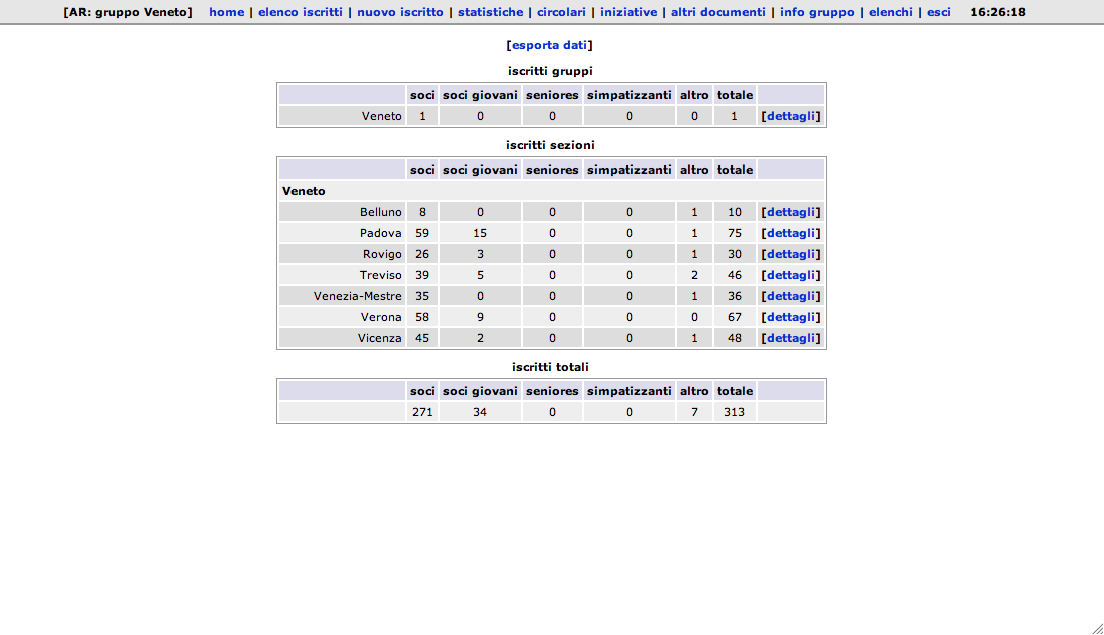 [AR: gruppo Veneto] home | elenco iscritti | nuovo iscritto | statistiche | circolari | iniziative | altri documenti | info gruppo | elenchi | esci 16:26:18
[esporta dati]
iscritti gruppi
soci soci giovani seniores simpatizzanti altro totale
Veneto 1 0 0 0 0 1 [dettagli]
iscritti sezioni
soci soci giovani seniores simpatizzanti altro totale
Veneto
Belluno 8 0 0 0 1 10 [dettagli]
Padova 59 15 0 0 1 75 [dettagli]
Rovigo 26 3 0 0 1 30 [dettagli]
Treviso 39 5 0 0 2 46 [dettagli]
Venezia-Mestre 35 0 0 0 1 36 [dettagli]
Verona 58 9 0 0 0 67 [dettagli]
Vicenza 45 2 0 0 1 48 [dettagli]
iscritti totali
soci soci giovani seniores simpatizzanti altro totale
271 34 0 0 7 313